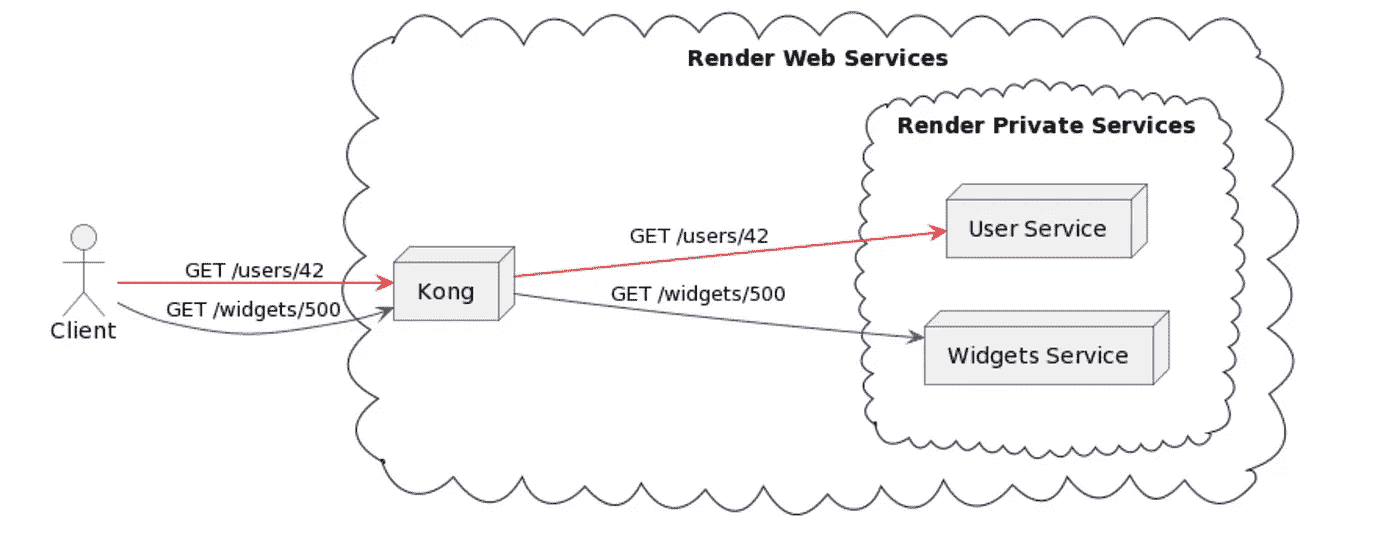 Render Web Services
Render Private Services
GET /users/42
User Service
GET /users/42
Kong
GET /widgets/500
GET /widgets/500
Client
Widgets Service